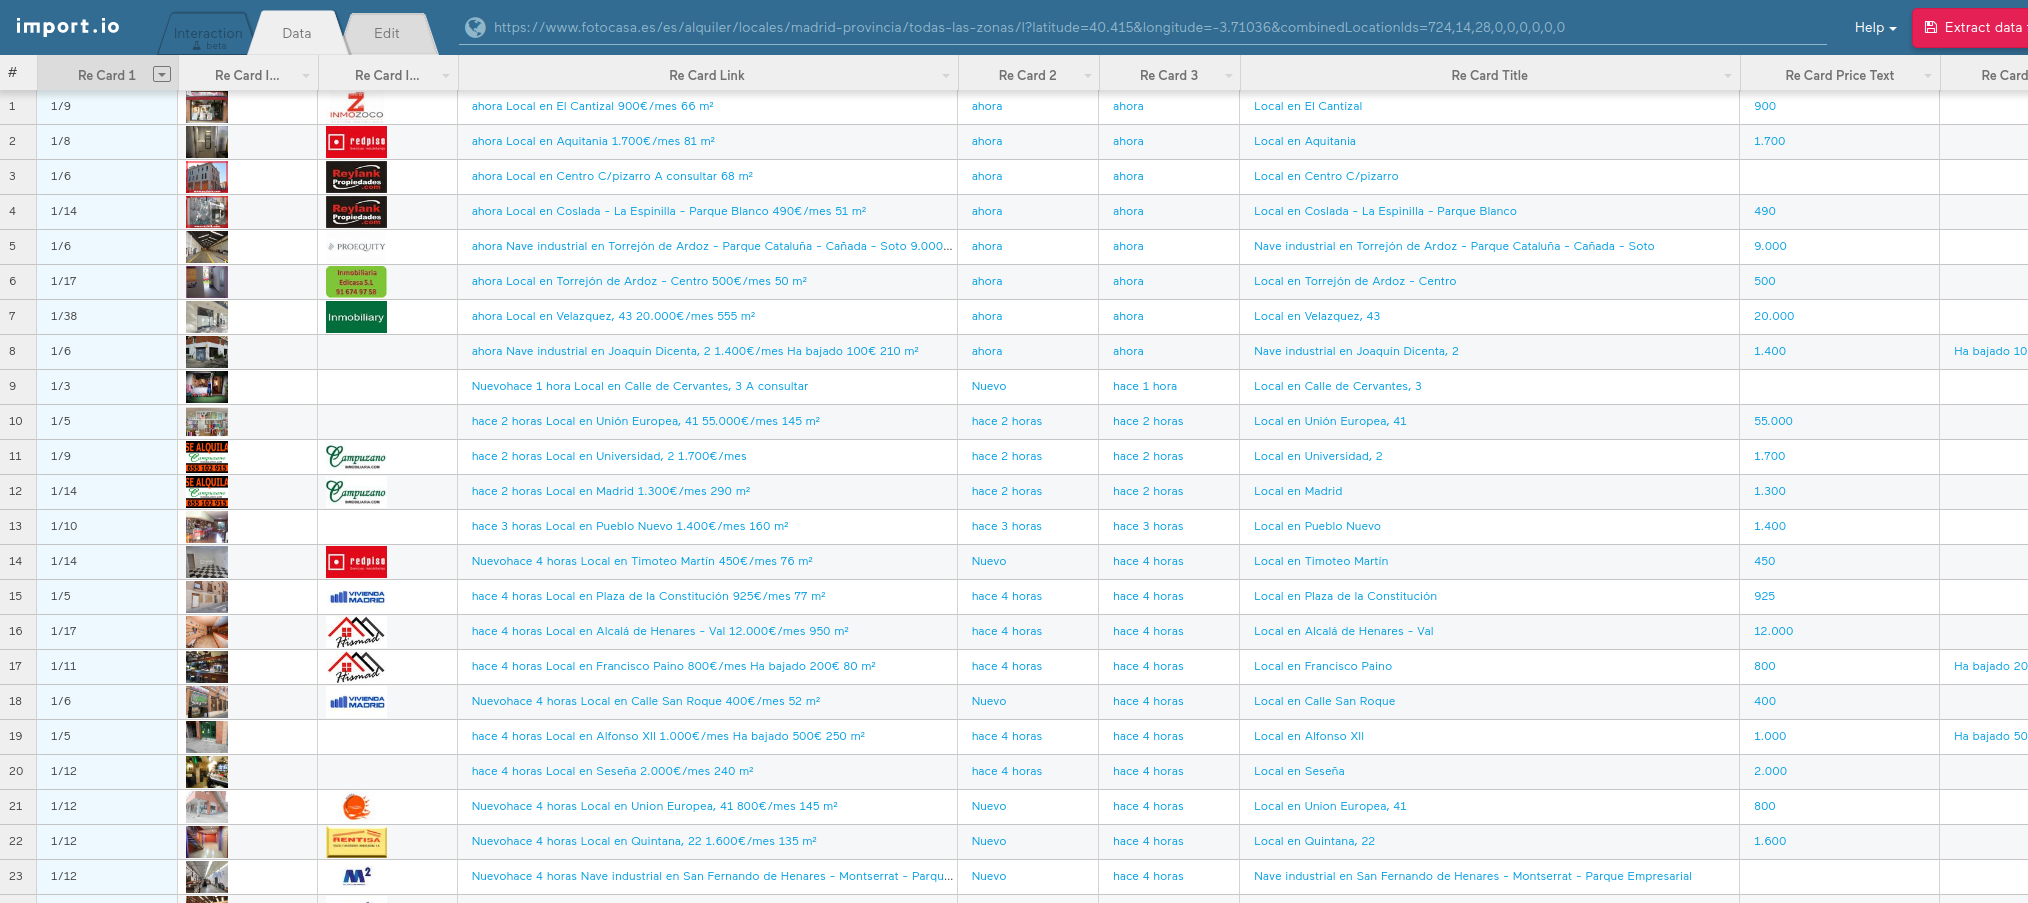 import.io Interaction beta Data Edit https://www.fotocasa.es/es/alquiler/locales/madrid-provincia/todas-las-zonas/l?latitude=40.415&longitude=-3.71036&combinedLocationIds=724,14,28,0,0,0,0,0,0 Help Extract data
# Re Card 1 Re Card I... Re Card I... Re Card Link Re Card 2 Re Card 3 Re Card Title Re Card Price Text Re Card
1 1/9 INMOZOCO ahora Local en El Cantizal 900€/mes 66 m² ahora ahora Local en El Cantizal 900
2 1/8 redpiso ahora Local en Aquitania 1.700€/mes 81 m² ahora ahora Local en Aquitania 1.700
3 1/6 Reylank Propiedades .com ahora Local en Centro C/pizarro A consultar 68 m² ahora ahora Local en Centro C/pizarro
4 1/14 Reylank Propiedades .com ahora Local en Coslada - La Espinilla - Parque Blanco 490€/mes 51 m² ahora ahora Local en Coslada - La Espinilla - Parque Blanco 490
5 1/6 PROEQUITY ahora Nave industrial en Torrejón de Ardoz - Parque Cataluña - Cañada - Soto 9.000... ahora ahora Nave industrial en Torrejón de Ardoz - Parque Cataluña - Cañada - Soto 9.000
6 1/17 Inmobiliaria Edicasa S.L 91 674 97 58 ahora Local en Torrejón de Ardoz - Centro 500€/mes 50 m² ahora ahora Local en Torrejón de Ardoz - Centro 500
7 1/38 Inmobiliary ahora Local en Velazquez, 43 20.000€/mes 555 m² ahora ahora Local en Velazquez, 43 20.000
8 1/6 ahora Nave industrial en Joaquín Dicenta, 2 1.400€/mes Ha bajado 100€ 210 m² ahora ahora Nave industrial en Joaquín Dicenta, 2 1.400 Ha bajado 10
9 1/3 Nuevohace 1 hora Local en Calle de Cervantes, 3 A consultar Nuevo hace 1 hora Local en Calle de Cervantes, 3
10 1/5 hace 2 horas Local en Unión Europea, 41 55.000€/mes 145 m² hace 2 horas hace 2 horas Local en Unión Europea, 41 55.000
11 1/9 SE ALQUILA Campuzano 655 102 915 Campuzano INMOBILIARIA.COM hace 2 horas Local en Universidad, 2 1.700€/mes hace 2 horas hace 2 horas Local en Universidad, 2 1.700
12 1/14 SE ALQUILA Campuzano 655 102 915 Campuzano INMOBILIARIA.COM hace 2 horas Local en Madrid 1.300€/mes 290 m² hace 2 horas hace 2 horas Local en Madrid 1.300
13 1/10 hace 3 horas Local en Pueblo Nuevo 1.400€/mes 160 m² hace 3 horas hace 3 horas Local en Pueblo Nuevo 1.400
14 1/14 redpiso Nuevohace 4 horas Local en Timoteo Martín 450€/mes 76 m² Nuevo hace 4 horas Local en Timoteo Martín 450
15 1/5 VIVIENDA MADRID hace 4 horas Local en Plaza de la Constitución 925€/mes 77 m² hace 4 horas hace 4 horas Local en Plaza de la Constitución 925
16 1/17 Hismad hace 4 horas Local en Alcalá de Henares - Val 12.000€/mes 950 m² hace 4 horas hace 4 horas Local en Alcalá de Henares - Val 12.000
17 1/11 Hismad hace 4 horas Local en Francisco Paino 800€/mes Ha bajado 200€ 80 m² hace 4 horas hace 4 horas Local en Francisco Paino 800 Ha bajado 20
18 1/6 VIVIENDA MADRID Nuevohace 4 horas Local en Calle San Roque 400€/mes 52 m² Nuevo hace 4 horas Local en Calle San Roque 400
19 1/5 hace 4 horas Local en Alfonso XII 1.000€/mes Ha bajado 500€ 250 m² hace 4 horas hace 4 horas Local en Alfonso XII 1.000 Ha bajado 50
20 1/12 hace 4 horas Local en Seseña 2.000€/mes 240 m² hace 4 horas hace 4 horas Local en Seseña 2.000
21 1/12 Nuevohace 4 horas Local en Union Europea, 41 800€/mes 145 m² Nuevo hace 4 horas Local en Union Europea, 41 800
22 1/12 RENTISA Nuevohace 4 horas Local en Quintana, 22 1.600€/mes 135 m² Nuevo hace 4 horas Local en Quintana, 22 1.600
23 1/12 M² Nuevohace 4 horas Nave industrial en San Fernando de Henares - Montserrat - Parqu... Nuevo hace 4 horas Nave industrial en San Fernando de Henares - Montserrat - Parque Empresarial